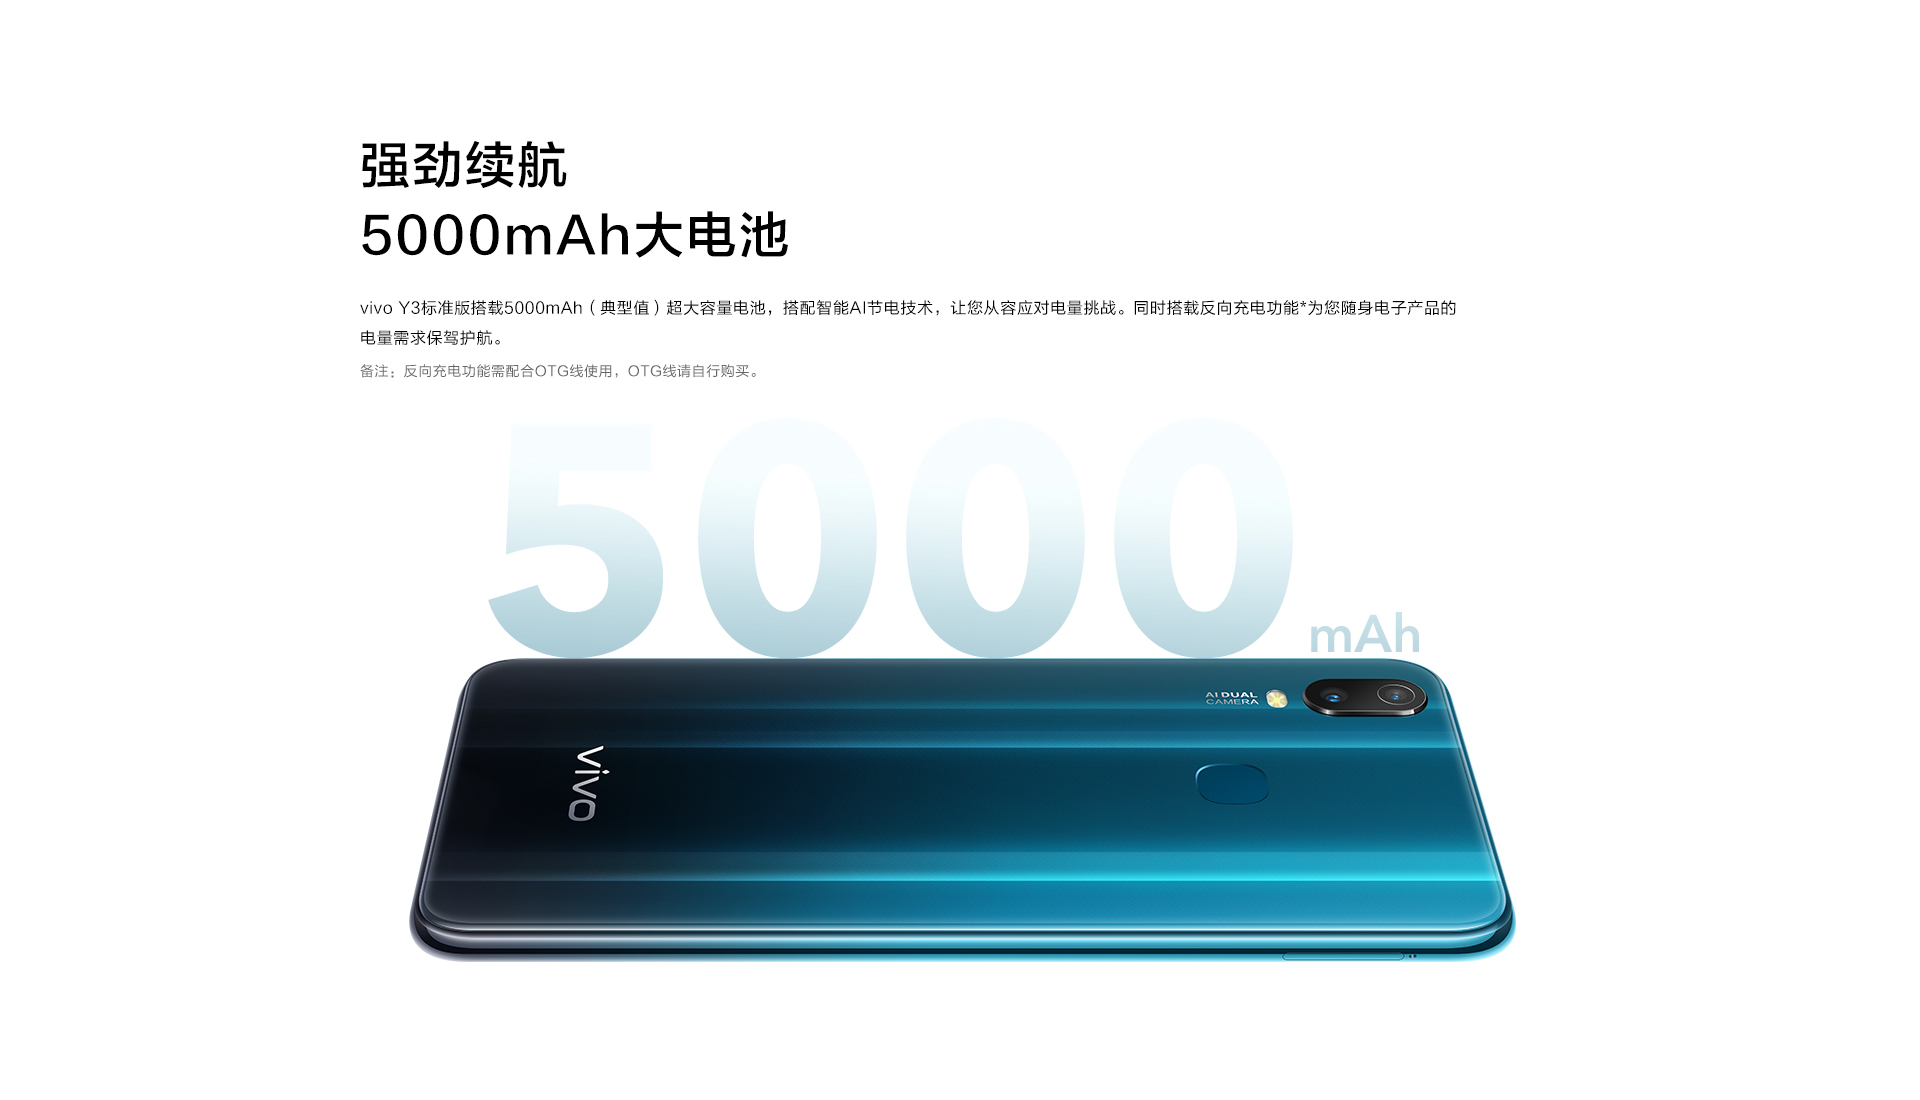 强劲续航
5000mAh大电池
vivo Y3标准版搭载5000mAh（典型值）超大容量电池，搭配智能AI节电技术，让您从容应对电量挑战。同时搭载反向充电功能*为您随身电子产品的
电量需求保驾护航。
备注：反向充电功能需配合OTG线使用，OTG线请自行购买。
5000mAh
AI DUAL
CAMERA
vivo